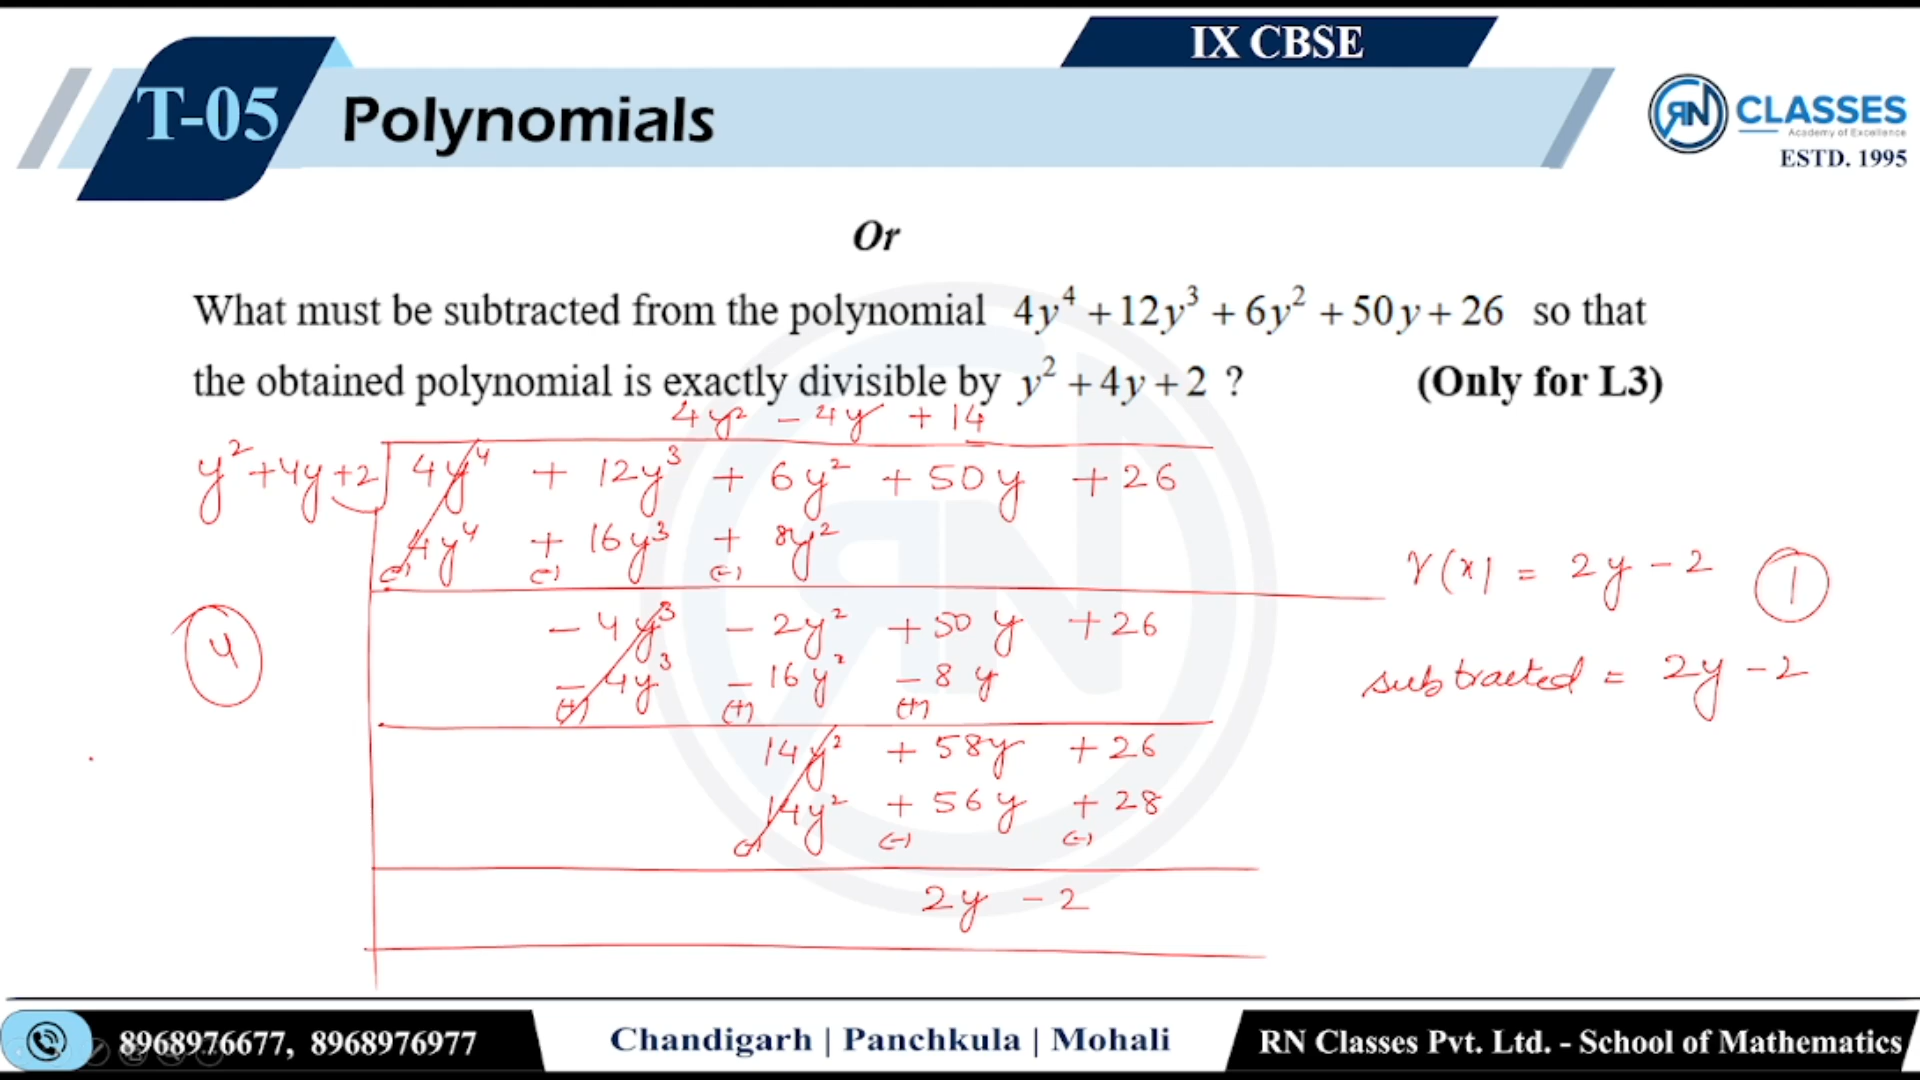 IX CBSE
T-05 Polynomials
RN CLASSES
Academy of Excellence
ESTD. 1995
Or
What must be subtracted from the polynomial 4y⁴ + 12y³ + 6y² + 50y + 26 so that
the obtained polynomial is exactly divisible by y² + 4y + 2 ? (Only for L3)
4y² - 4y + 14
y² + 4y + 2 4y⁴ + 12y³ + 6y² + 50y + 26
4y⁴ + 16y³ + 8y²
(-) (-) (-)
r(x) = 2y - 2 1
4
- 4y³ - 2y² + 50y + 26
- 4y³ - 16y² - 8y
(+) (+) (+)
subtracted = 2y - 2
14y² + 58y + 26
14y² + 56y + 28
(-) (-) (-)
2y - 2
8968976677, 8968976977
Chandigarh | Panchkula | Mohali
RN Classes Pvt. Ltd. - School of Mathematics